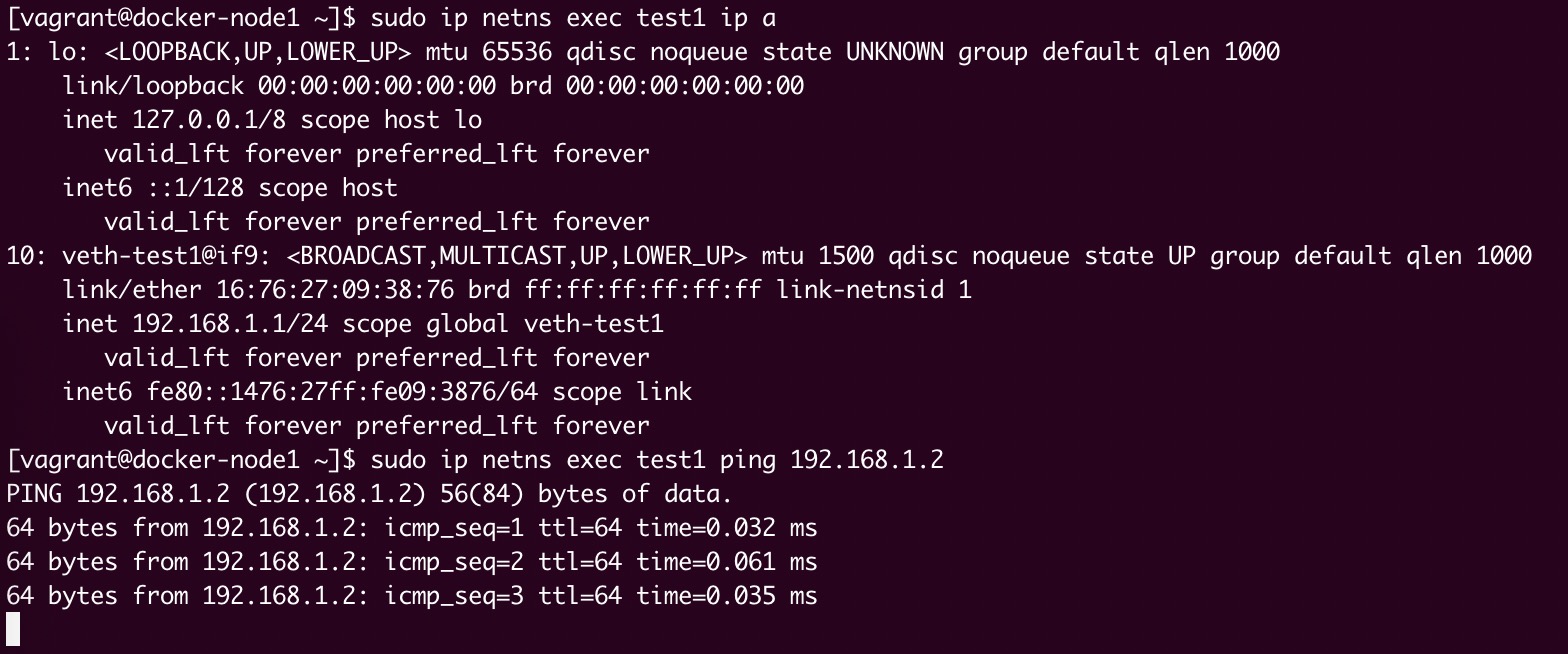 [vagrant@docker-node1 ~]$ sudo ip netns exec test1 ip a
1: lo: <LOOPBACK,UP,LOWER_UP> mtu 65536 qdisc noqueue state UNKNOWN group default qlen 1000
    link/loopback 00:00:00:00:00:00 brd 00:00:00:00:00:00
    inet 127.0.0.1/8 scope host lo
       valid_lft forever preferred_lft forever
    inet6 ::1/128 scope host
       valid_lft forever preferred_lft forever
10: veth-test1@if9: <BROADCAST,MULTICAST,UP,LOWER_UP> mtu 1500 qdisc noqueue state UP group default qlen 1000
    link/ether 16:76:27:09:38:76 brd ff:ff:ff:ff:ff:ff link-netnsid 1
    inet 192.168.1.1/24 scope global veth-test1
       valid_lft forever preferred_lft forever
    inet6 fe80::1476:27ff:fe09:3876/64 scope link
       valid_lft forever preferred_lft forever
[vagrant@docker-node1 ~]$ sudo ip netns exec test1 ping 192.168.1.2
PING 192.168.1.2 (192.168.1.2) 56(84) bytes of data.
64 bytes from 192.168.1.2: icmp_seq=1 ttl=64 time=0.032 ms
64 bytes from 192.168.1.2: icmp_seq=2 ttl=64 time=0.061 ms
64 bytes from 192.168.1.2: icmp_seq=3 ttl=64 time=0.035 ms